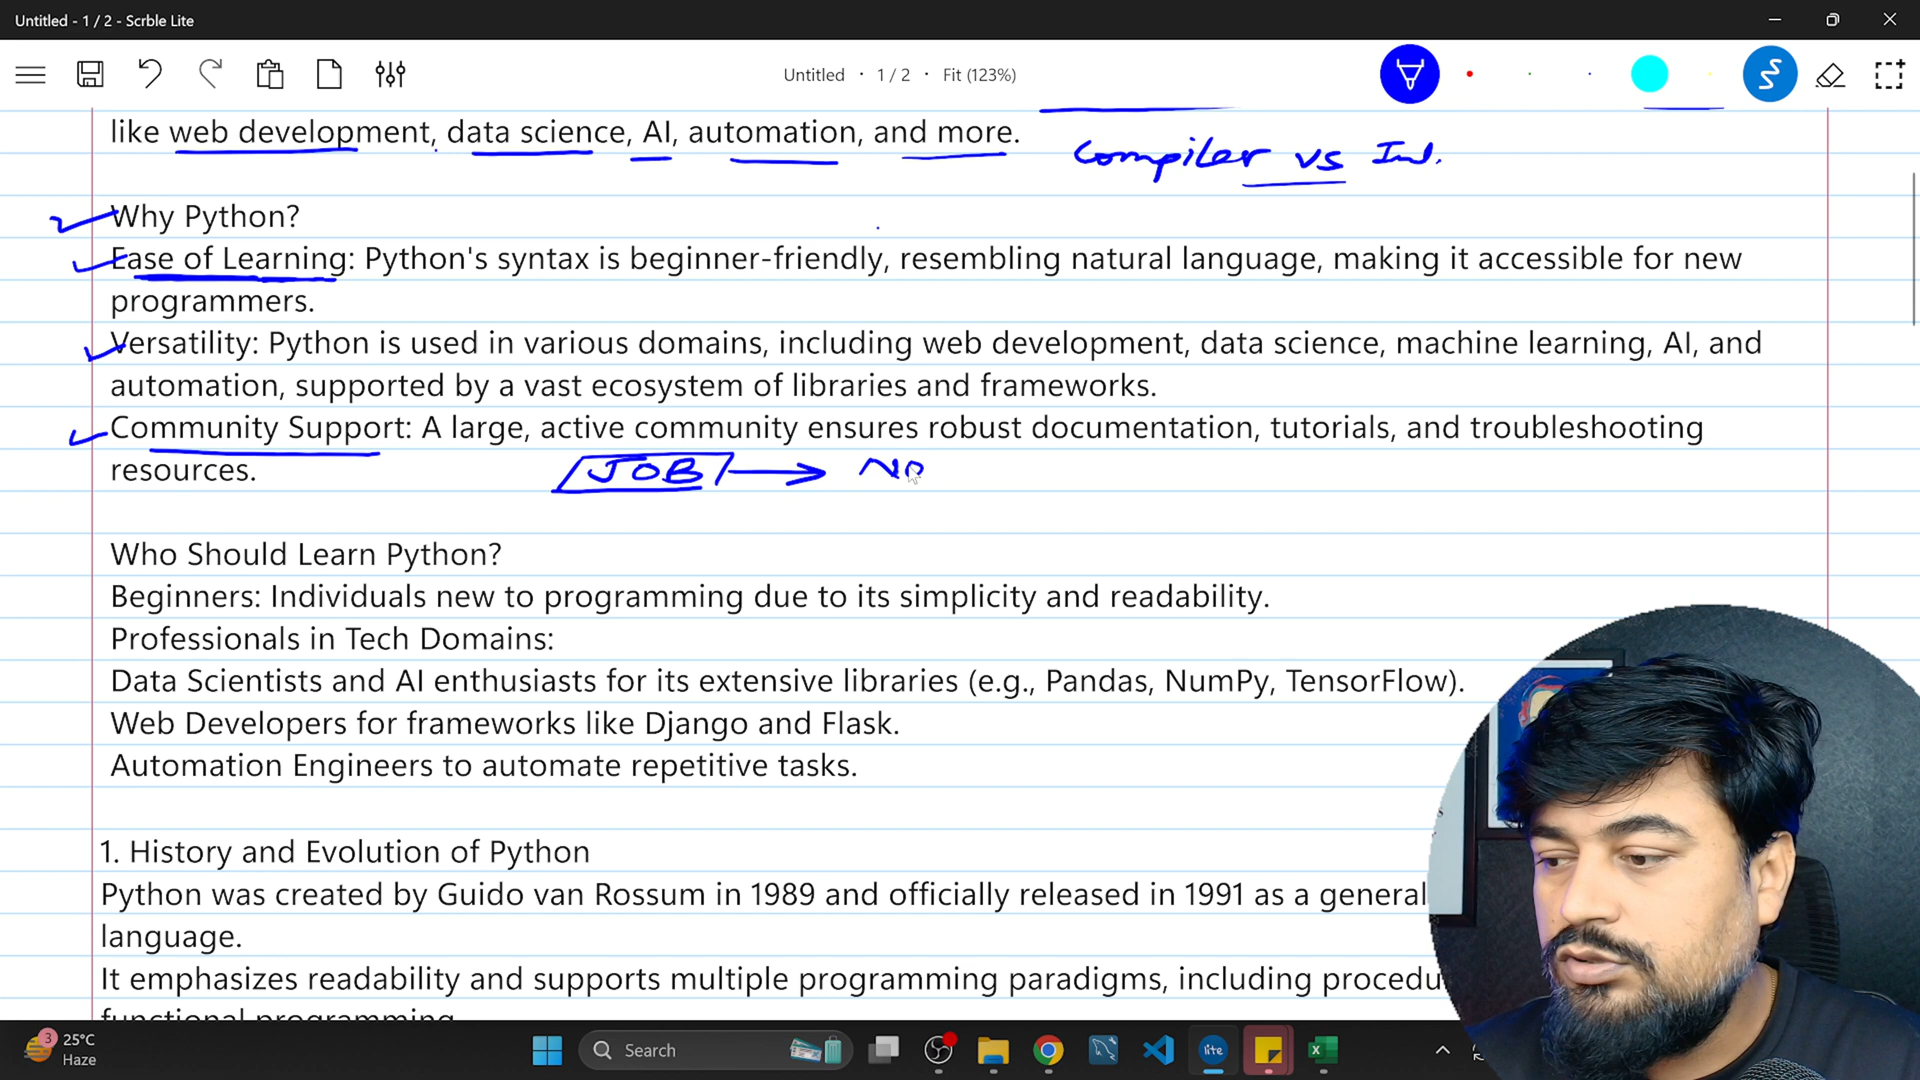 Untitled - 1 / 2 - Scrble Lite
Untitled • 1 / 2 • Fit (123%)
like web development, data science, AI, automation, and more.
Compiler vs Int.
Why Python?
Ease of Learning: Python's syntax is beginner-friendly, resembling natural language, making it accessible for new
programmers.
Versatility: Python is used in various domains, including web development, data science, machine learning, AI, and
automation, supported by a vast ecosystem of libraries and frameworks.
Community Support: A large, active community ensures robust documentation, tutorials, and troubleshooting
resources.
JOB → NO
Who Should Learn Python?
Beginners: Individuals new to programming due to its simplicity and readability.
Professionals in Tech Domains:
Data Scientists and AI enthusiasts for its extensive libraries (e.g., Pandas, NumPy, TensorFlow).
Web Developers for frameworks like Django and Flask.
Automation Engineers to automate repetitive tasks.
1. History and Evolution of Python
Python was created by Guido van Rossum in 1989 and officially released in 1991 as a general
language.
It emphasizes readability and supports multiple programming paradigms, including procedu
functional programming
3
25°C
Haze
Search
lite